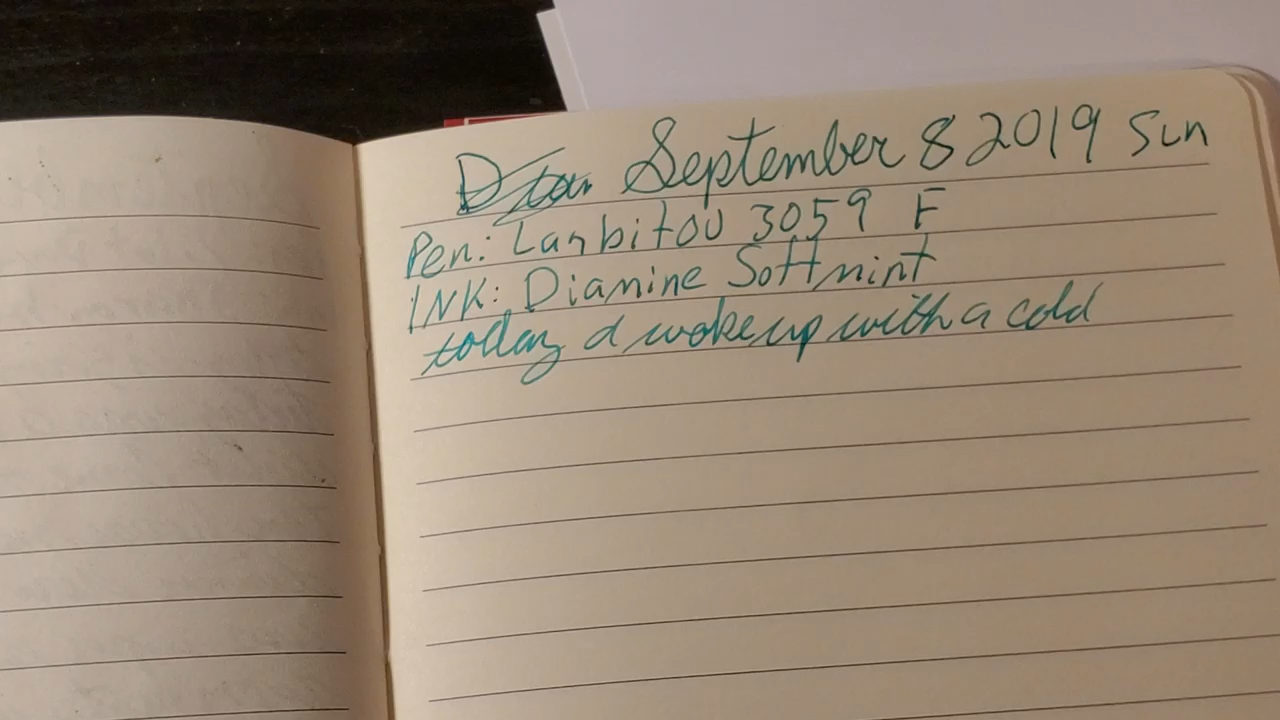 September 8 2019 Sun
Pen: Lanbitou 3059 F
INK: Diamine Soft mint
today I woke up with a cold